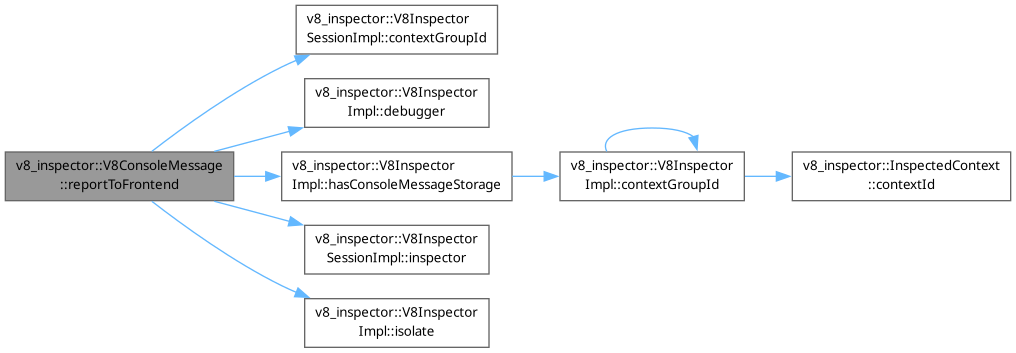 v8_inspector::V8Inspector
SessionImpl::contextGroupId
v8_inspector::V8Inspector
Impl::debugger
v8_inspector::V8ConsoleMessage
::reportToFrontend
v8_inspector::V8Inspector
Impl::hasConsoleMessageStorage
v8_inspector::V8Inspector
Impl::contextGroupId
v8_inspector::InspectedContext
::contextId
v8_inspector::V8Inspector
SessionImpl::inspector
v8_inspector::V8Inspector
Impl::isolate